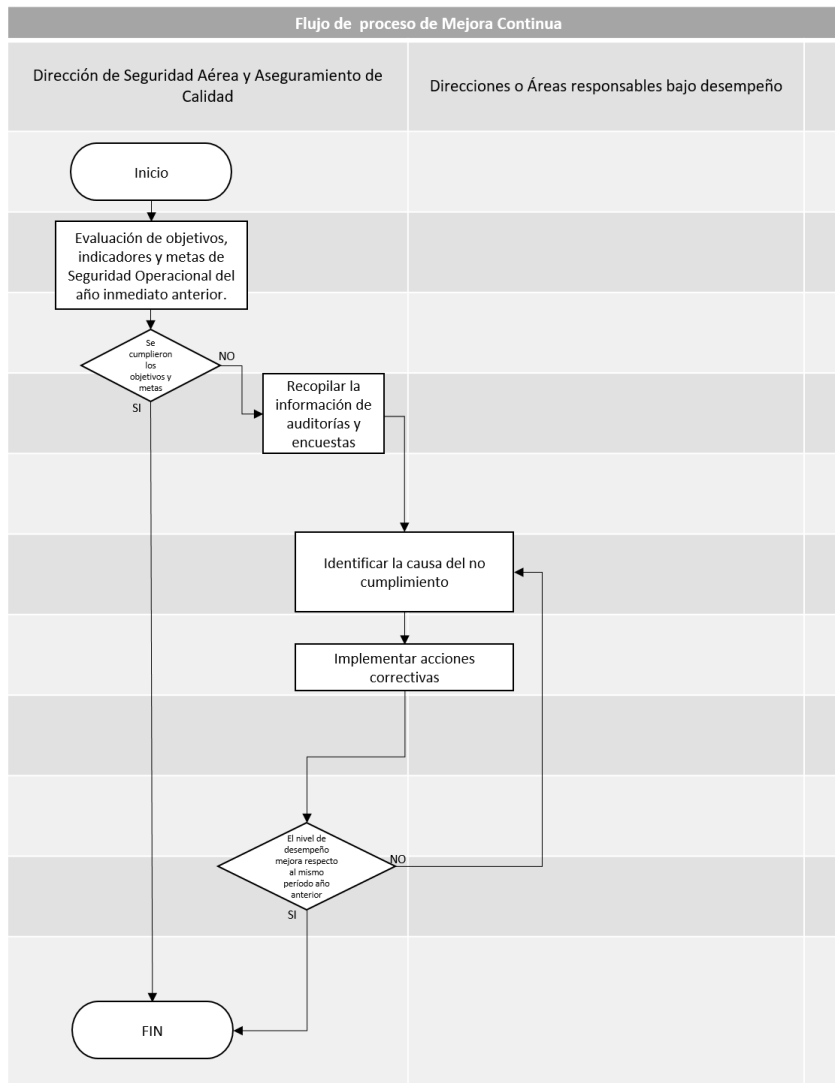 Flujo de  proceso de Mejora Continua
Dirección de Seguridad Aérea y Aseguramiento de
Calidad
Direcciones o Áreas responsables bajo desempeño
Inicio
Evaluación de objetivos,
indicadores y metas de
Seguridad Operacional del
año inmediato anterior.
Se
cumplieron
los
objetivos y
metas
NO
SI
Recopilar la
información de
auditorías y
encuestas
Identificar la causa del no
cumplimiento
Implementar acciones
correctivas
El nivel de
desempeño
mejora respecto
al mismo
período año
anterior
NO
SI
FIN